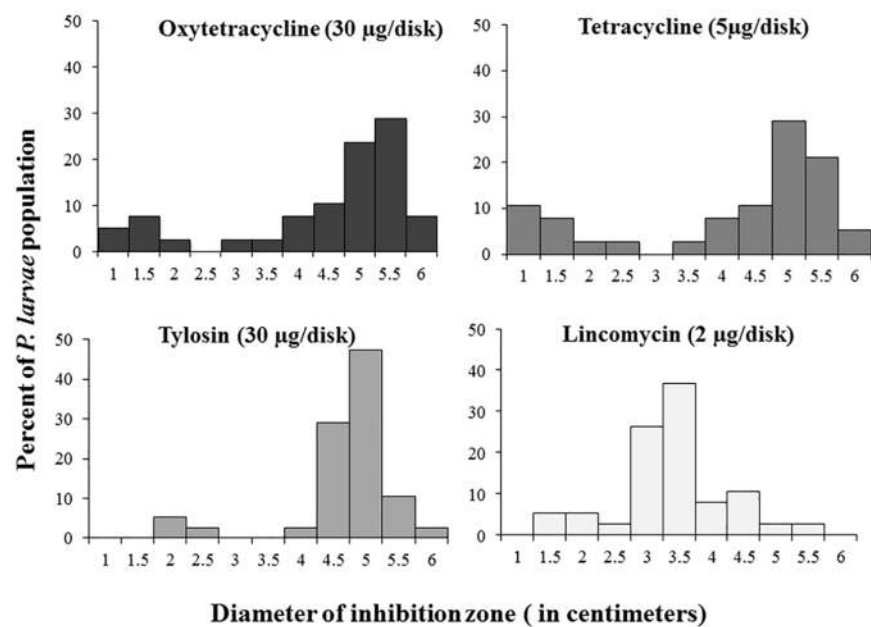 Percent of P. larvae population
Oxytetracycline (30 µg/disk)
50
40
30
20
10
0
1 1.5 2 2.5 3 3.5 4 4.5 5 5.5 6
Tetracycline (5µg/disk)
50
40
30
20
10
0
1 1.5 2 2.5 3 3.5 4 4.5 5 5.5 6
Tylosin (30 µg/disk)
50
40
30
20
10
0
1 1.5 2 2.5 3 3.5 4 4.5 5 5.5 6
Lincomycin (2 µg/disk)
50
40
30
20
10
0
1 1.5 2 2.5 3 3.5 4 4.5 5 5.5 6
Diameter of inhibition zone ( in centimeters)